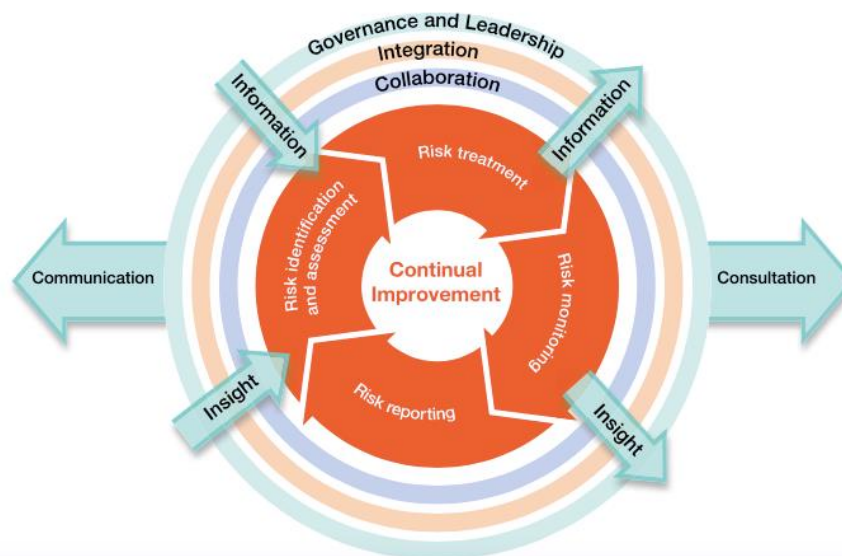 Governance and Leadership
Integration
Collaboration
Information
Information
Risk treatment
Risk identification
and assessment
Communication
Continual
Improvement
Consultation
Risk monitoring
Insight
Risk reporting
Insight